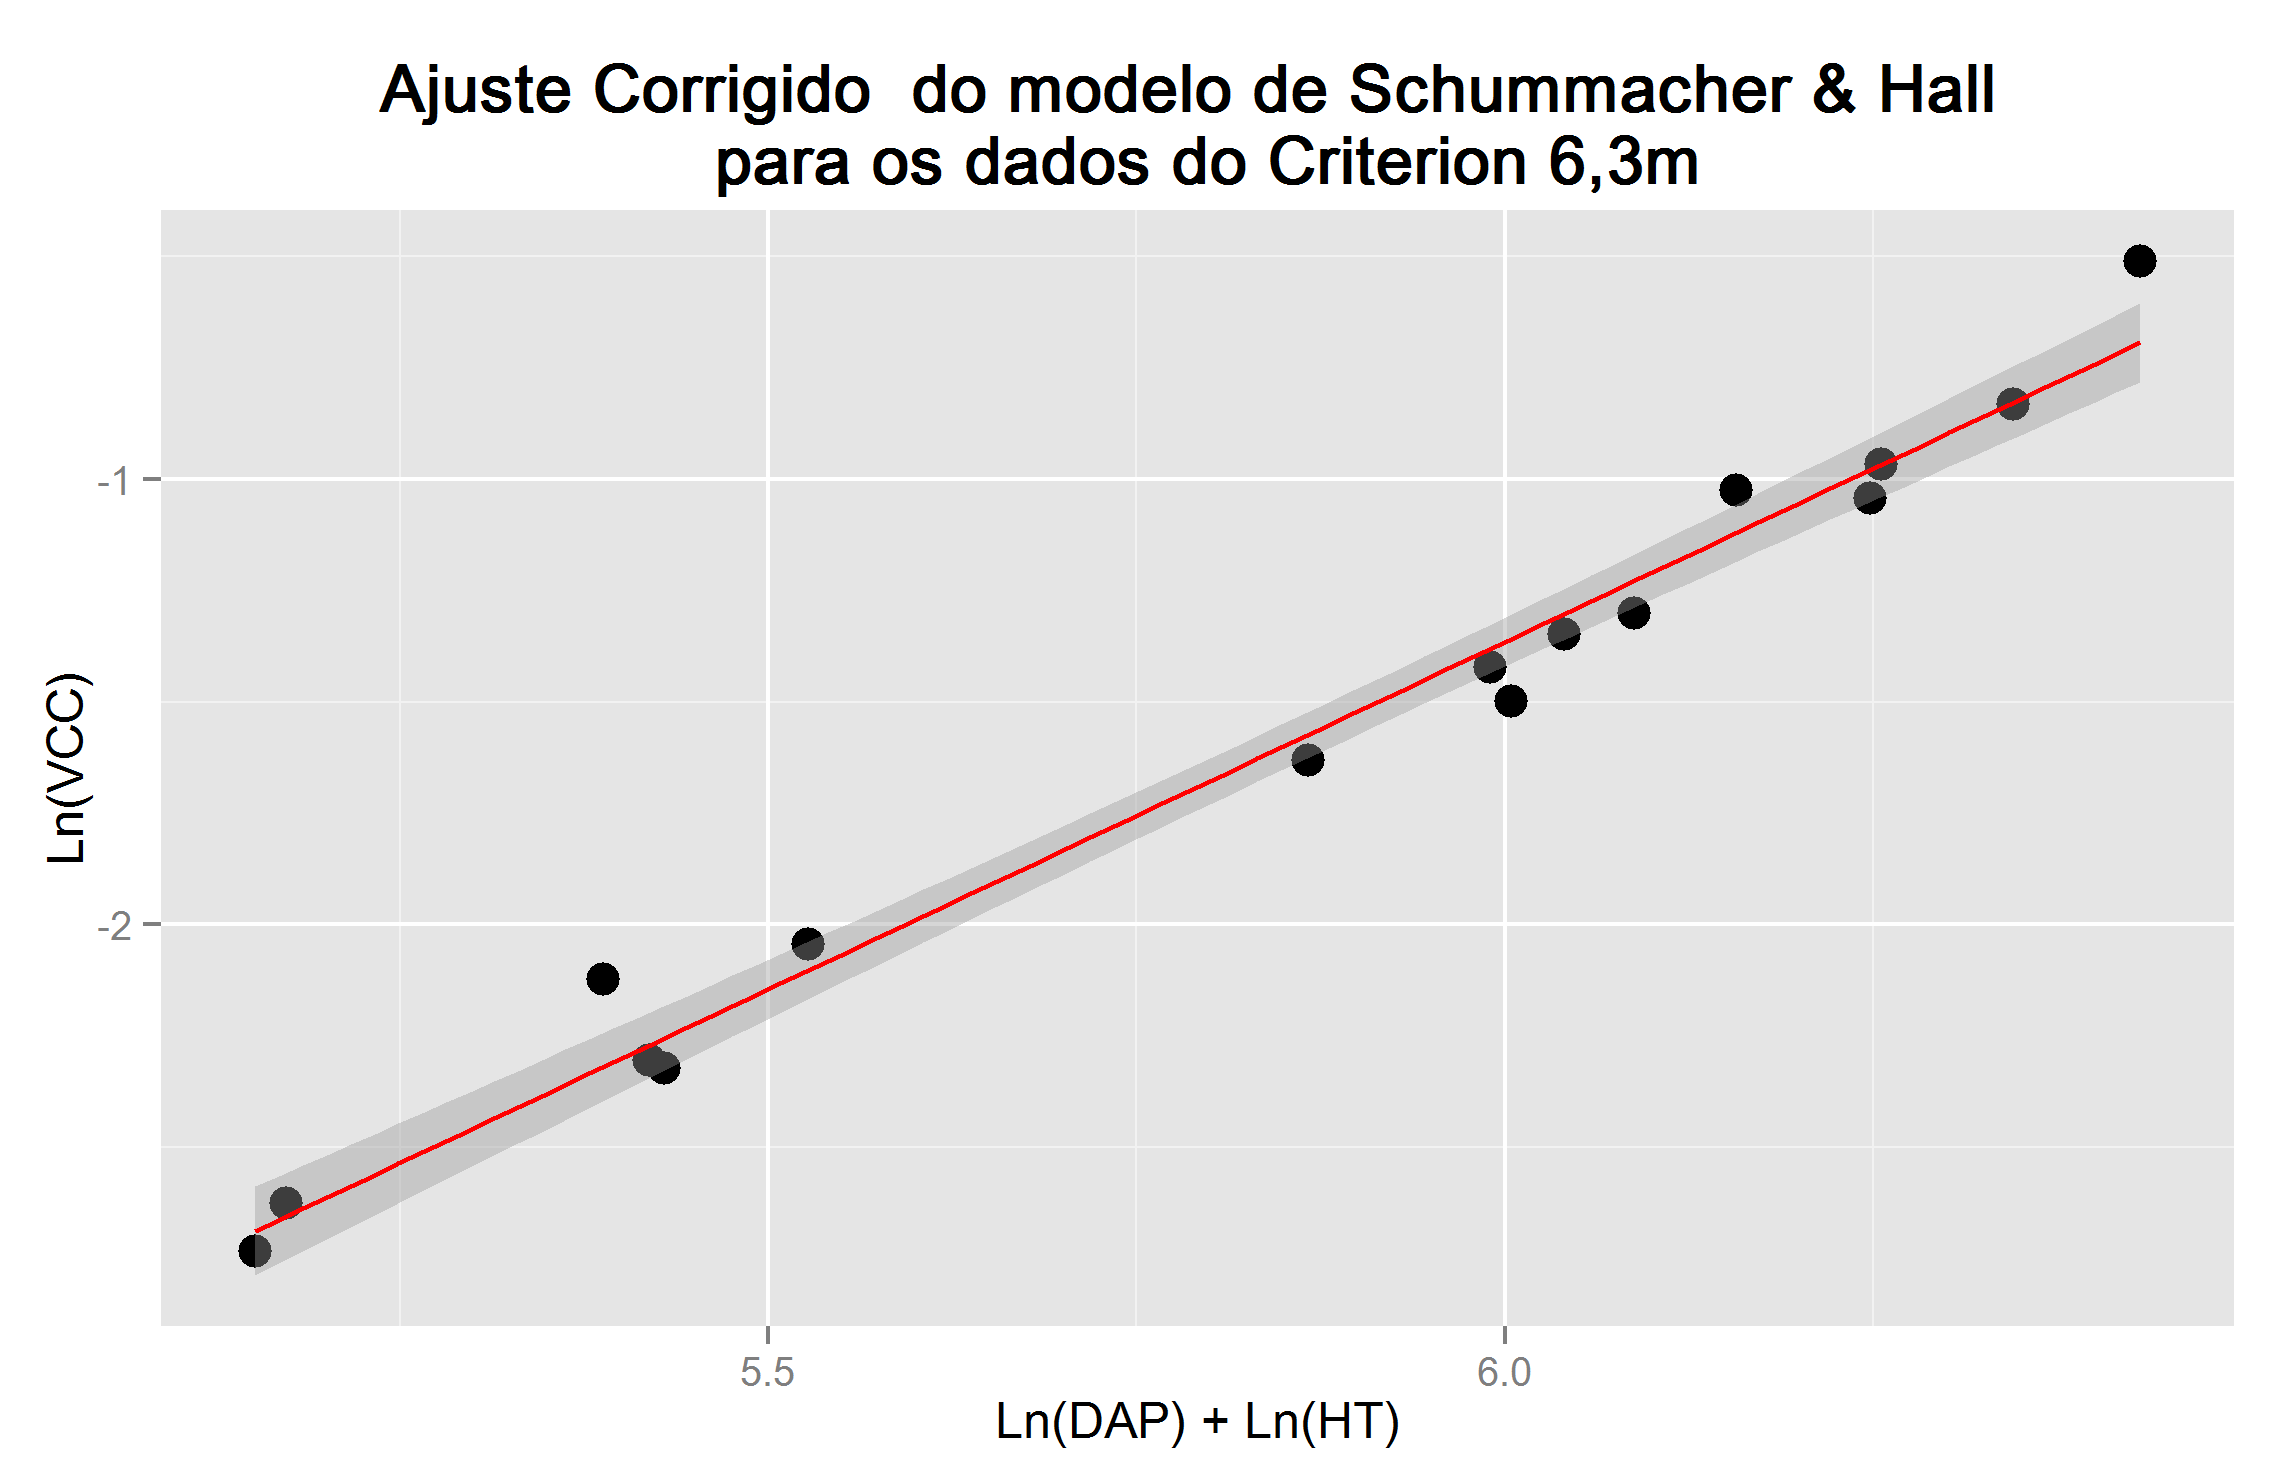 Ajuste Corrigido  do modelo de Schummacher & Hall
para os dados do Criterion 6,3m
-1
-2
Ln(VCC)
5.5
6.0
Ln(DAP) + Ln(HT)